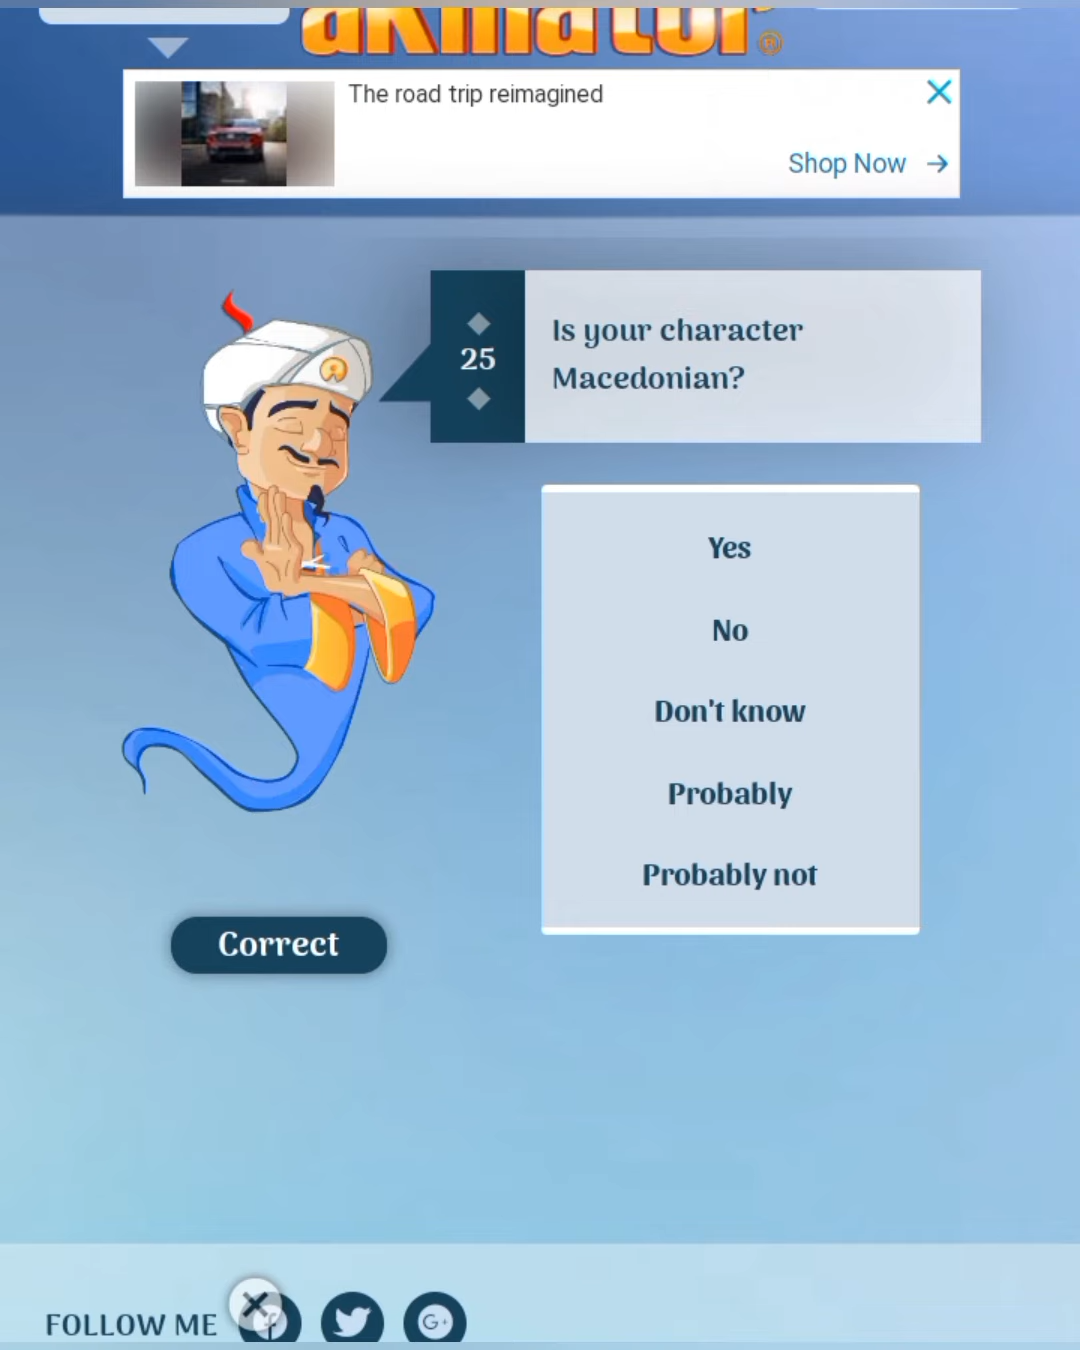 akinator®
The road trip reimagined
Shop Now
25
Is your character
Macedonian?
Yes
No
Don't know
Probably
Probably not
Correct
FOLLOW ME
f
G+